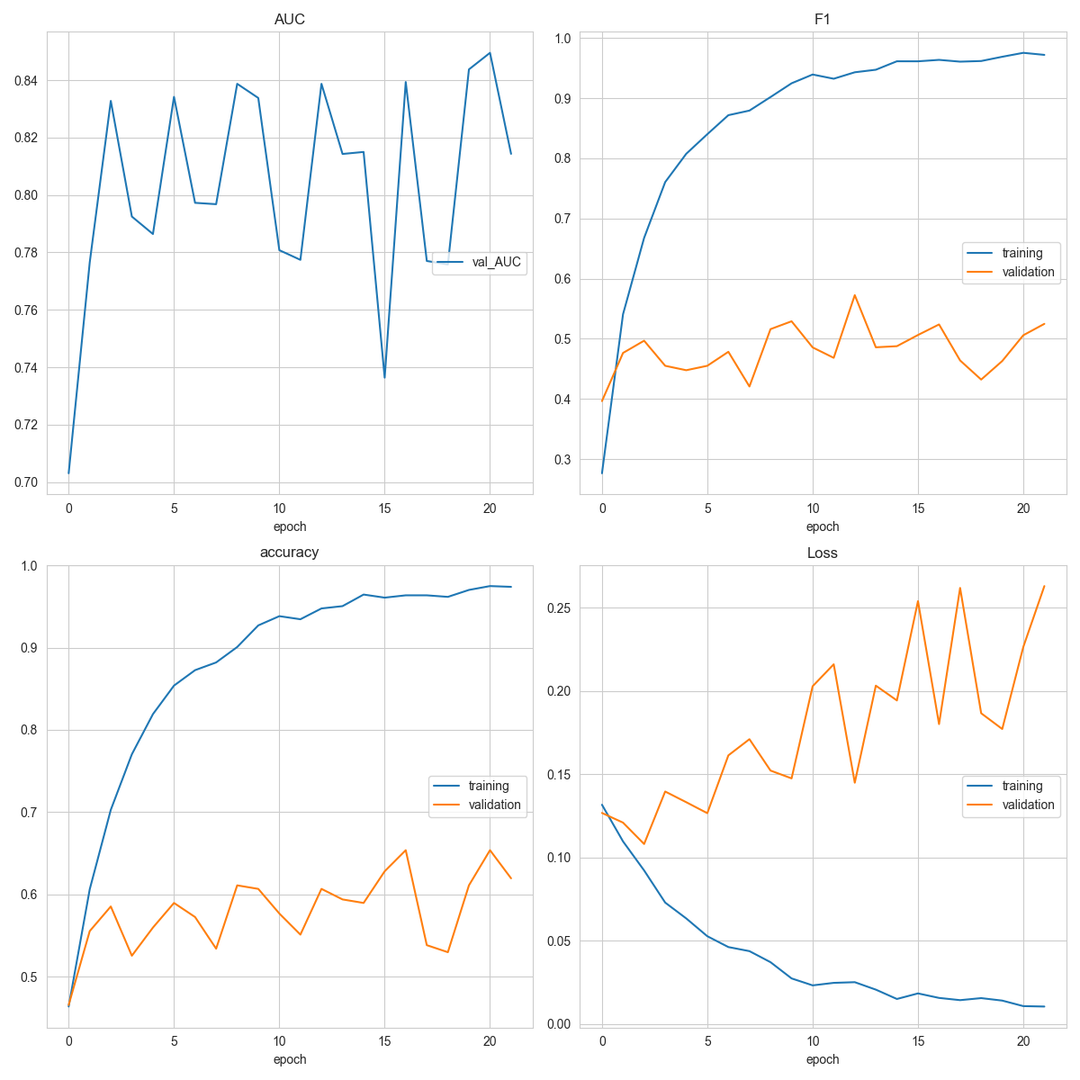 AUC
0.84
0.82
0.80
0.78
0.76
0.74
0.72
0.70
val_AUC
0 5 10 15 20
epoch
F1
1.0
0.9
0.8
0.7
0.6
0.5
0.4
0.3
training
validation
0 5 10 15 20
epoch
accuracy
1.0
0.9
0.8
0.7
0.6
0.5
training
validation
0 5 10 15 20
epoch
Loss
0.25
0.20
0.15
0.10
0.05
0.00
training
validation
0 5 10 15 20
epoch